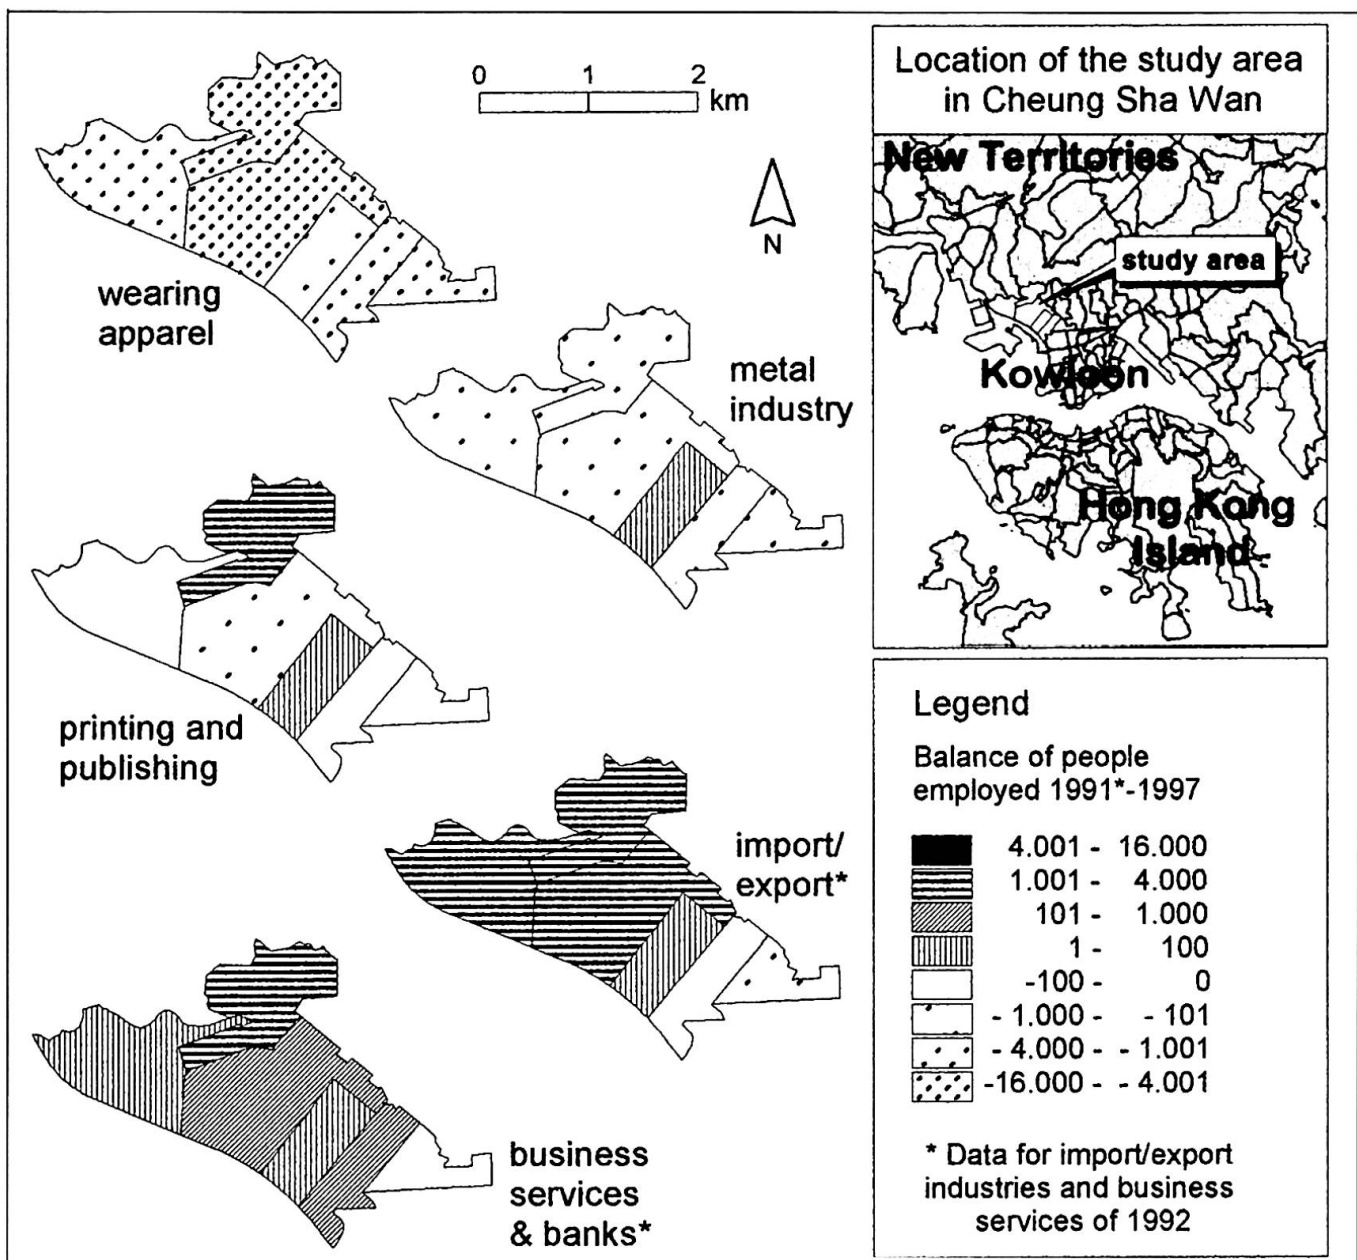 0 1 2
km
N
wearing
apparel
metal
industry
printing and
publishing
import/
export*
business
services
& banks*
Location of the study area
in Cheung Sha Wan
New Territories
study area
Kowloon
Hong Kong
Island
Legend
Balance of people
employed 1991*-1997
4.001 - 16.000
1.001 - 4.000
101 - 1.000
1 - 100
-100 - 0
- 1.000 - - 101
- 4.000 - - 1.001
-16.000 - - 4.001
* Data for import/export
industries and business
services of 1992